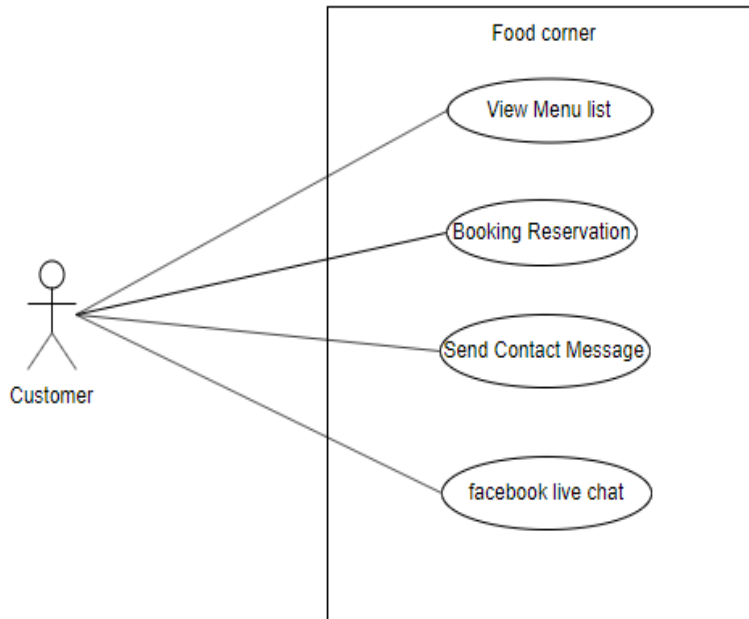 Food corner
View Menu list
Booking Reservation
Send Contact Message
facebook live chat
Customer